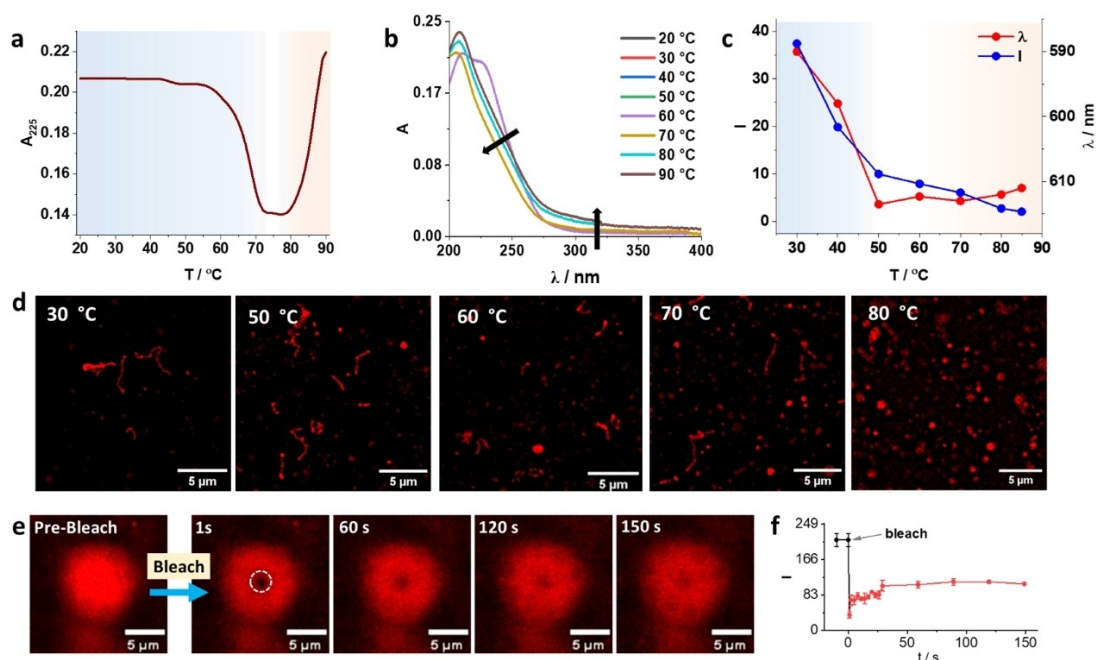 a
0.22
0.20
0.18
0.16
0.14
A225
20 30 40 50 60 70 80 90
T / °C
b
0.25
0.17
0.08
0.00
A
20 °C
30 °C
40 °C
50 °C
60 °C
70 °C
80 °C
90 °C
200 250 300 350 400
λ / nm
c
40
30
20
10
0
I
λ
I
590
600
610
λ / nm
30 40 50 60 70 80 90
T / °C
d
30 °C
50 °C
60 °C
70 °C
80 °C
5 µm
5 µm
5 µm
5 µm
5 µm
e
Pre-Bleach
Bleach
1s
60 s
120 s
150 s
5 µm
5 µm
5 µm
5 µm
5 µm
f
249
166
83
0
I
bleach
0 50 100 150
t / s